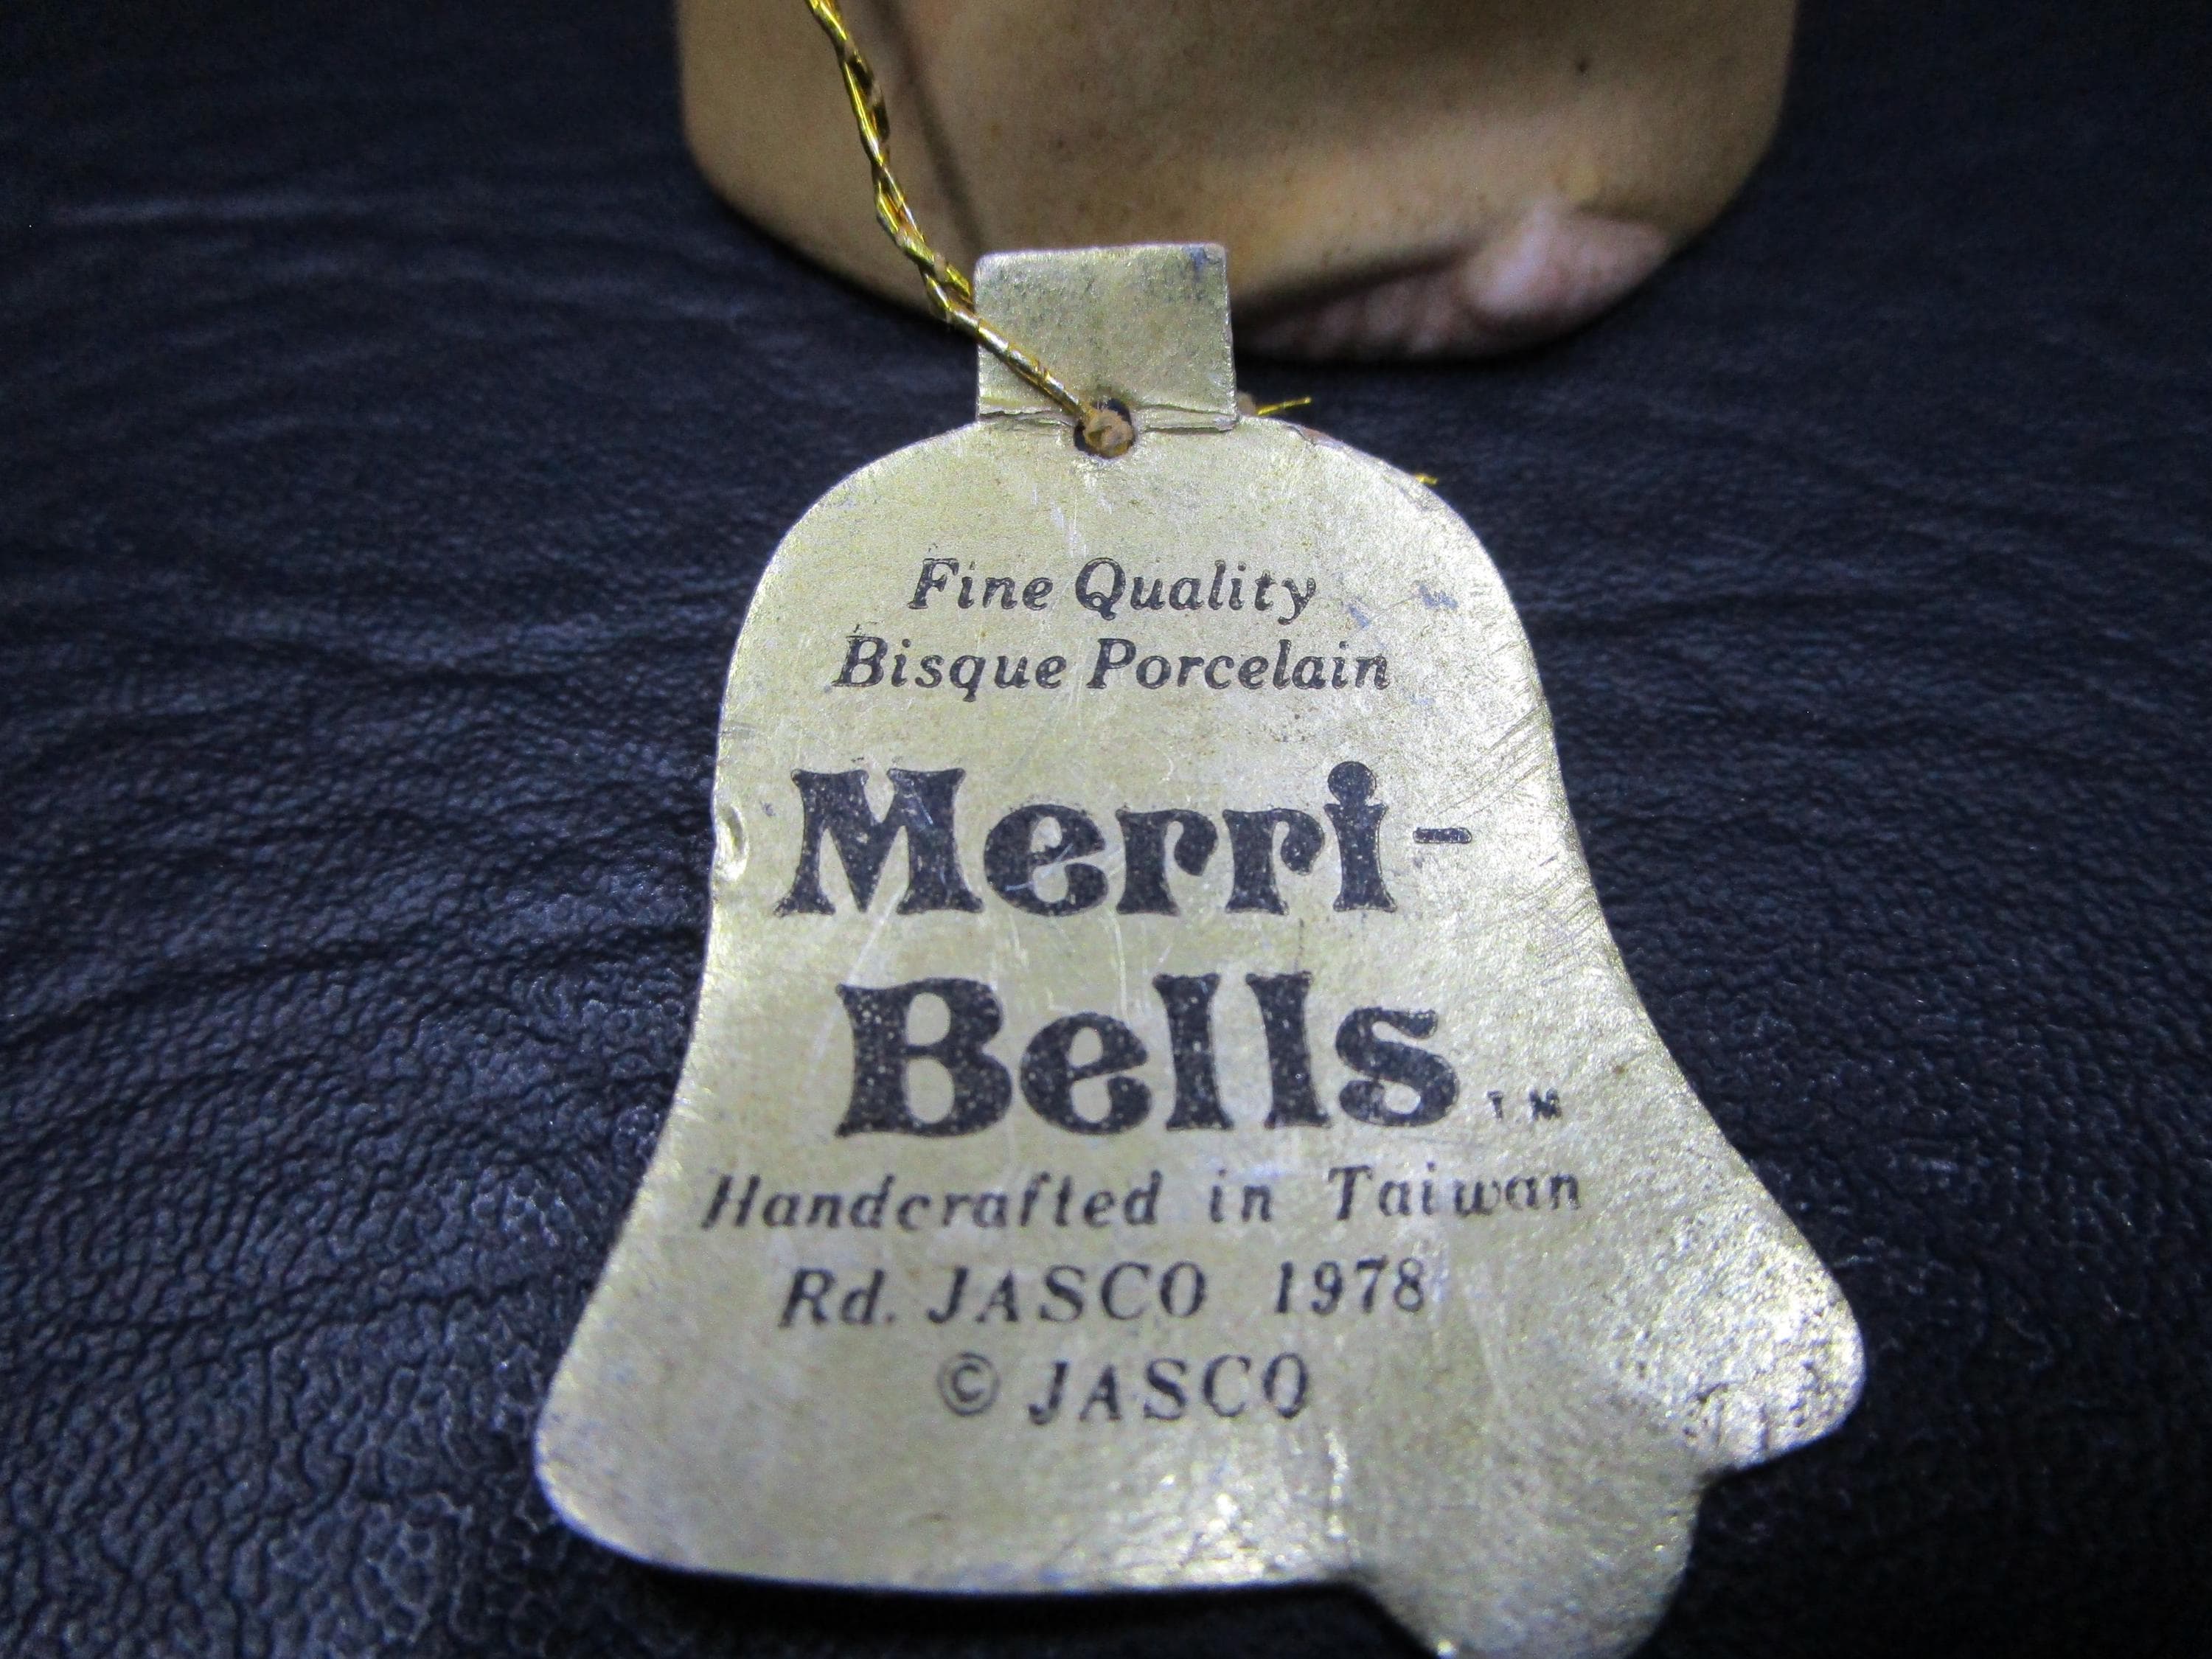 Fine Quality
Bisque Porcelain
Merri-
Bells TM
Handcrafted in Taiwan
Rd. JASCO 1978
© JASCO